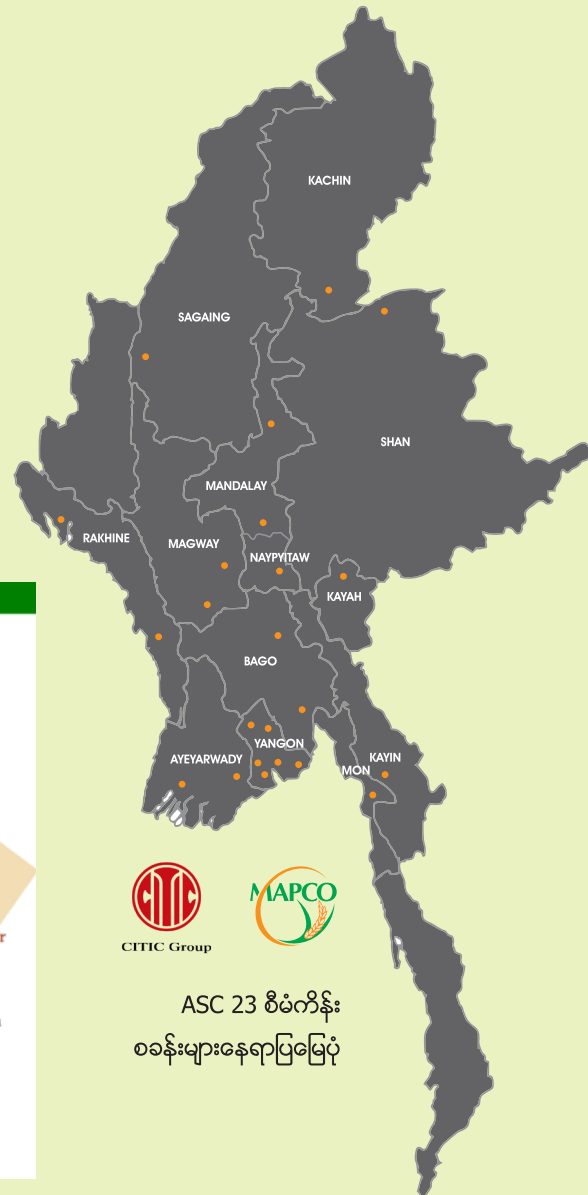 KACHIN
SAGAING
SHAN
MANDALAY
RAKHINE
MAGWAY
NAYPYITAW
KAYAH
BAGO
YANGON
AYEYARWADY
KAYIN
MON
CITIC
CITIC Group
MAPCO
ASC 23 စီမံကိန်း
စခန်းများနေရာပြမြေပုံ